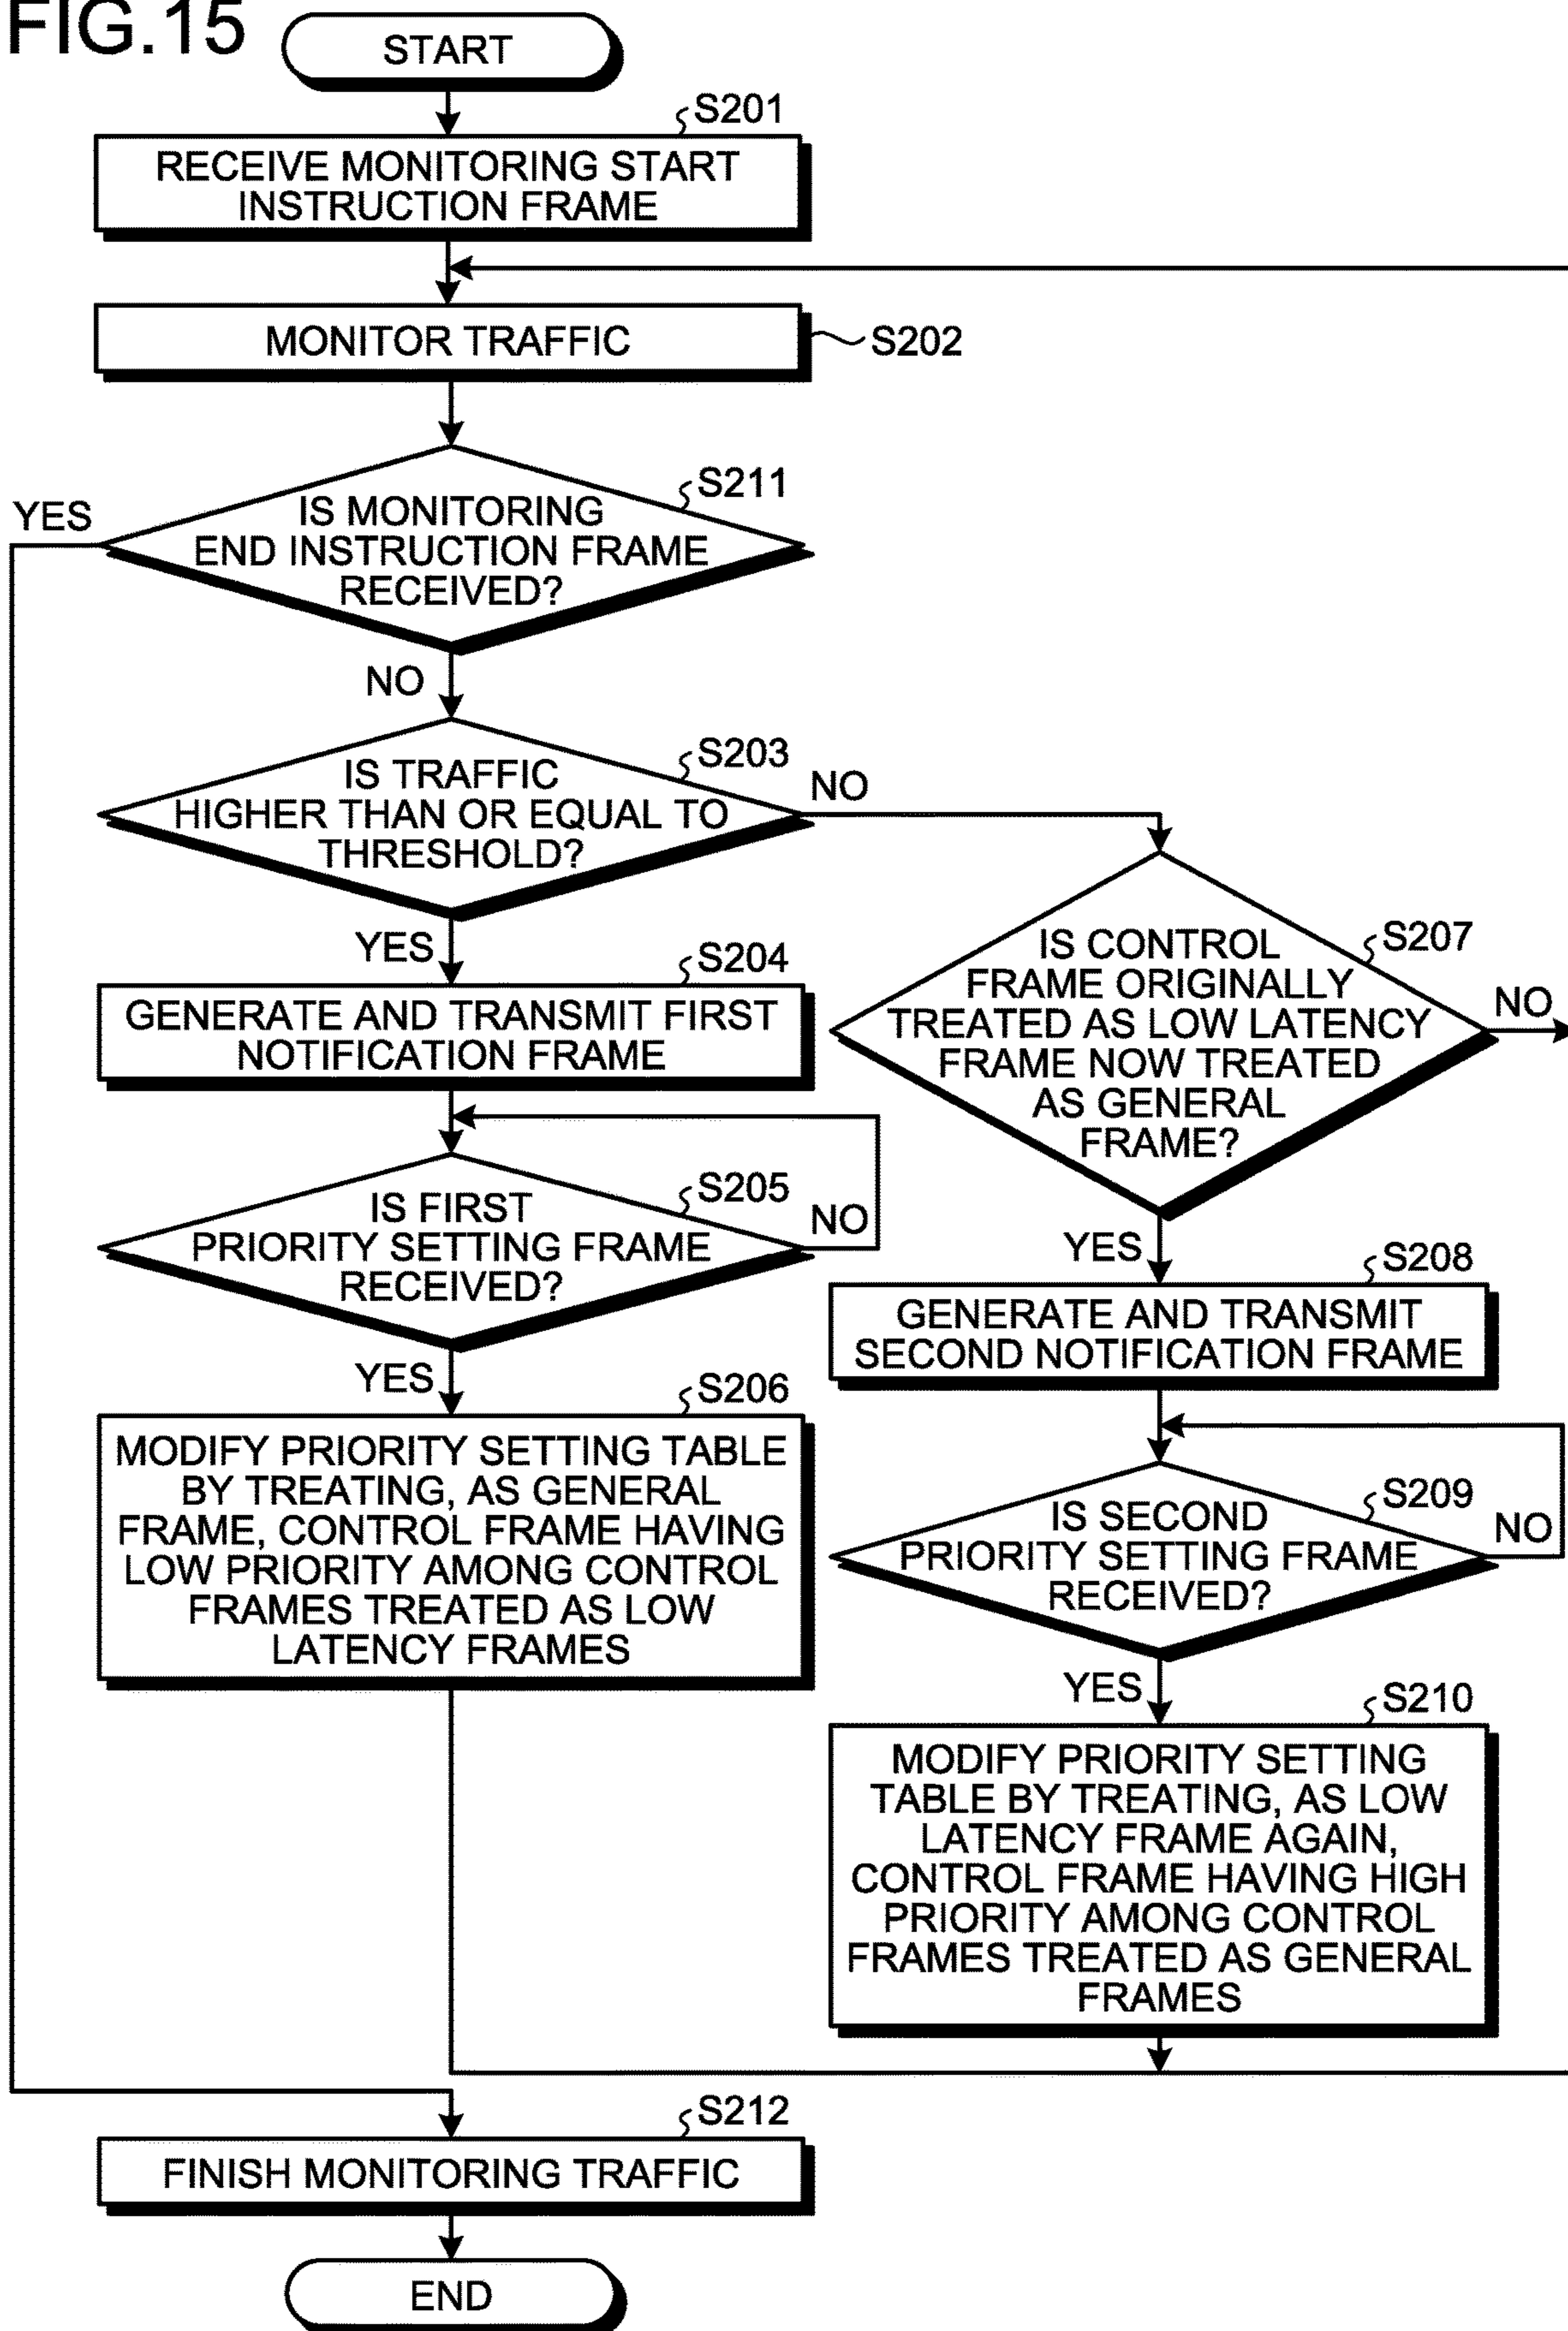 FIG.15
START
S201
RECEIVE MONITORING START
INSTRUCTION FRAME
MONITOR TRAFFIC
S202
S211
YES
IS MONITORING
END INSTRUCTION FRAME
RECEIVED?
NO
S203
IS TRAFFIC
HIGHER THAN OR EQUAL TO
THRESHOLD?
NO
YES
S204
GENERATE AND TRANSMIT FIRST
NOTIFICATION FRAME
S205
IS FIRST
PRIORITY SETTING FRAME
RECEIVED?
NO
YES
S206
MODIFY PRIORITY SETTING TABLE
BY TREATING, AS GENERAL
FRAME, CONTROL FRAME HAVING
LOW PRIORITY AMONG CONTROL
FRAMES TREATED AS LOW
LATENCY FRAMES
S207
IS CONTROL
FRAME ORIGINALLY
TREATED AS LOW LATENCY
FRAME NOW TREATED
AS GENERAL
FRAME?
NO
YES
S208
GENERATE AND TRANSMIT
SECOND NOTIFICATION FRAME
S209
IS SECOND
PRIORITY SETTING FRAME
RECEIVED?
NO
YES
S210
MODIFY PRIORITY SETTING
TABLE BY TREATING, AS LOW
LATENCY FRAME AGAIN,
CONTROL FRAME HAVING HIGH
PRIORITY AMONG CONTROL
FRAMES TREATED AS GENERAL
FRAMES
S212
FINISH MONITORING TRAFFIC
END